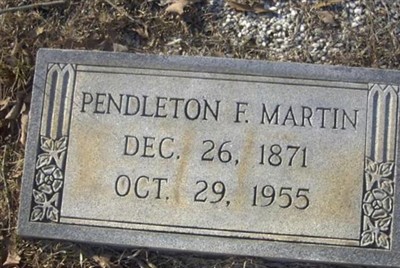 PENDLETON F. MARTIN
DEC. 26, 1871
OCT. 29, 1955